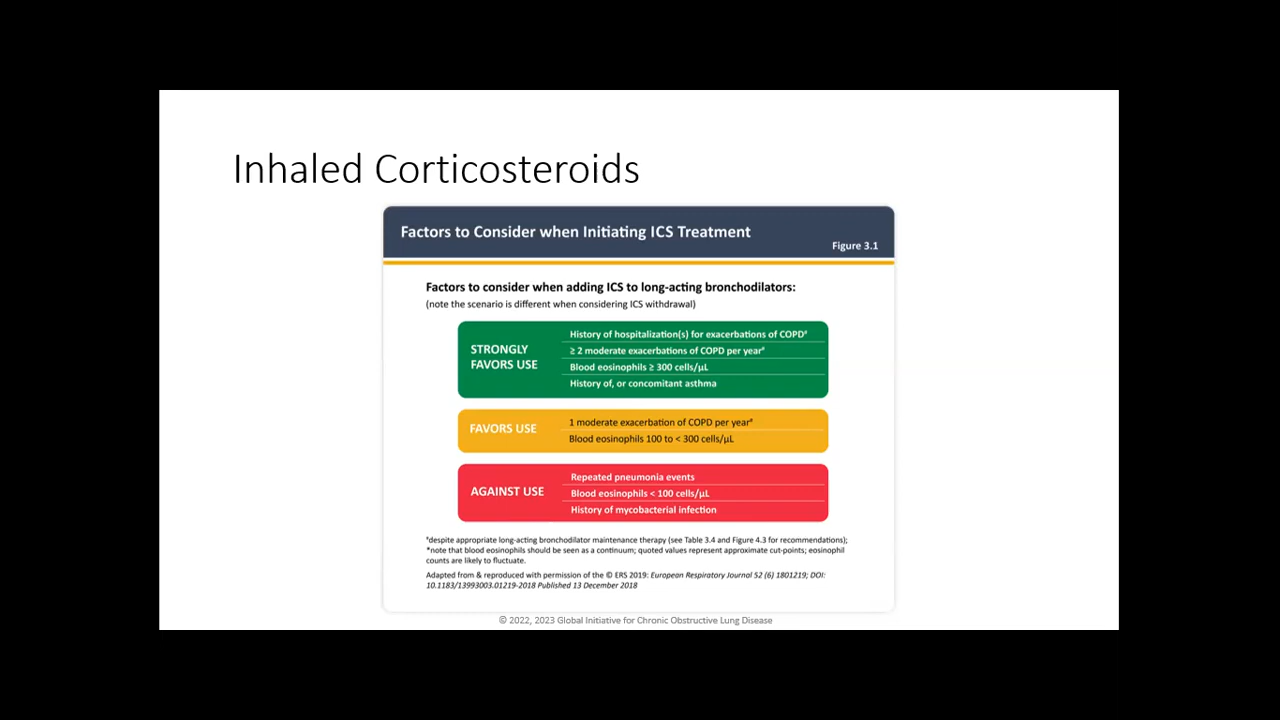 Inhaled Corticosteroids
Factors to Consider when Initiating ICS Treatment
Figure 3.1
Factors to consider when adding ICS to long-acting bronchodilators:
(note the scenario is different when considering ICS withdrawal)
STRONGLY
FAVORS USE
History of hospitalization(s) for exacerbations of COPDª
≥ 2 moderate exacerbations of COPD per yearª
Blood eosinophils ≥ 300 cells/µL
History of, or concomitant asthma
FAVORS USE
1 moderate exacerbation of COPD per yearª
Blood eosinophils 100 to < 300 cells/µL
AGAINST USE
Repeated pneumonia events
Blood eosinophils < 100 cells/µL
History of mycobacterial infection
ªdespite appropriate long-acting bronchodilator maintenance therapy (see Table 3.4 and Figure 4.3 for recommendations);
*note that blood eosinophils should be seen as a continuum; quoted values represent approximate cut-points; eosinophil
counts are likely to fluctuate.
Adapted from & reproduced with permission of the © ERS 2019: European Respiratory Journal 52 (6) 1801219; DOI:
10.1183/13993003.01219-2018 Published 13 December 2018
© 2022, 2023 Global Initiative for Chronic Obstructive Lung Disease